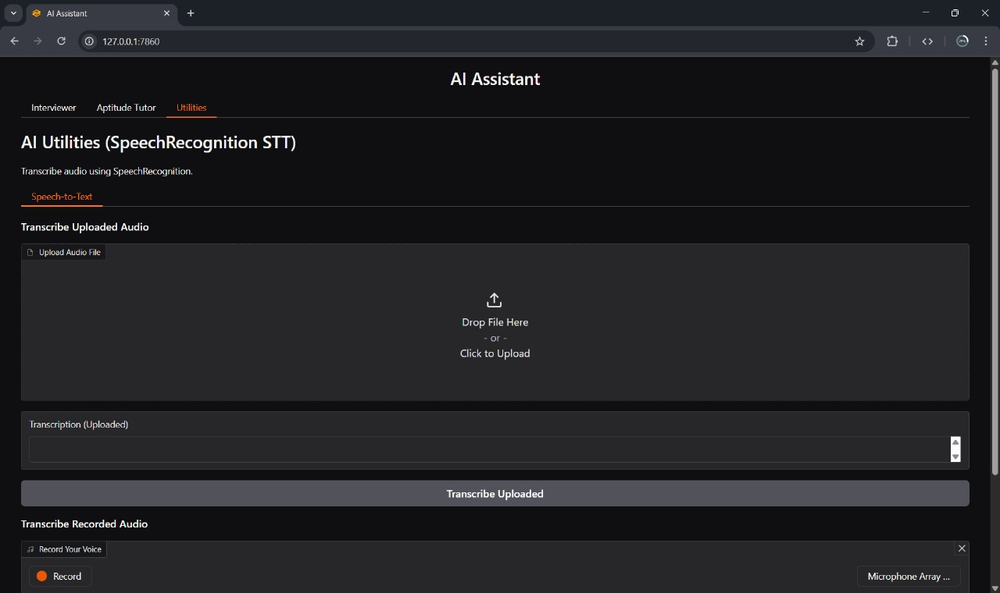 AI Assistant
127.0.0.1:7860
AI Assistant
Interviewer
Aptitude Tutor
Utilities
AI Utilities (SpeechRecognition STT)
Transcribe audio using SpeechRecognition.
Speech-to-Text
Transcribe Uploaded Audio
Upload Audio File
Drop File Here
- or -
Click to Upload
Transcription (Uploaded)
Transcribe Uploaded
Transcribe Recorded Audio
Record Your Voice
Record
Microphone Array ...